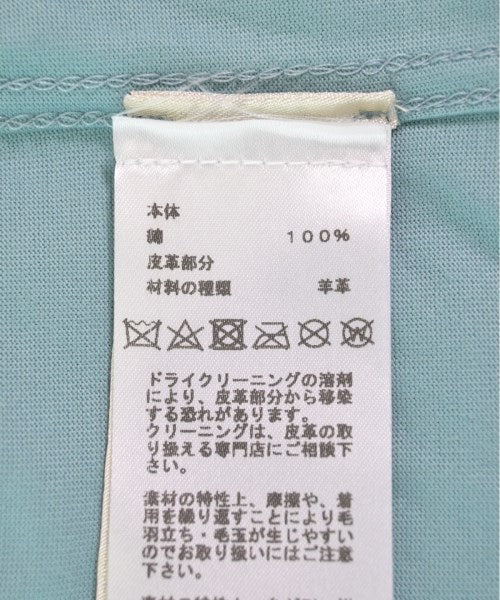 本体
綿 100%
皮革部分
材料の種類 羊革
ドライクリーニングの溶剤
により、皮革部分から移染
する恐れがあります。
クリーニングは、皮革の取
り扱える専門店にご相談下
さい。
素材の特性上、摩擦や、着
用を繰り返すことにより毛
羽立ち・毛玉が生じやすい
のでお取り扱いにはご注意
下さい。